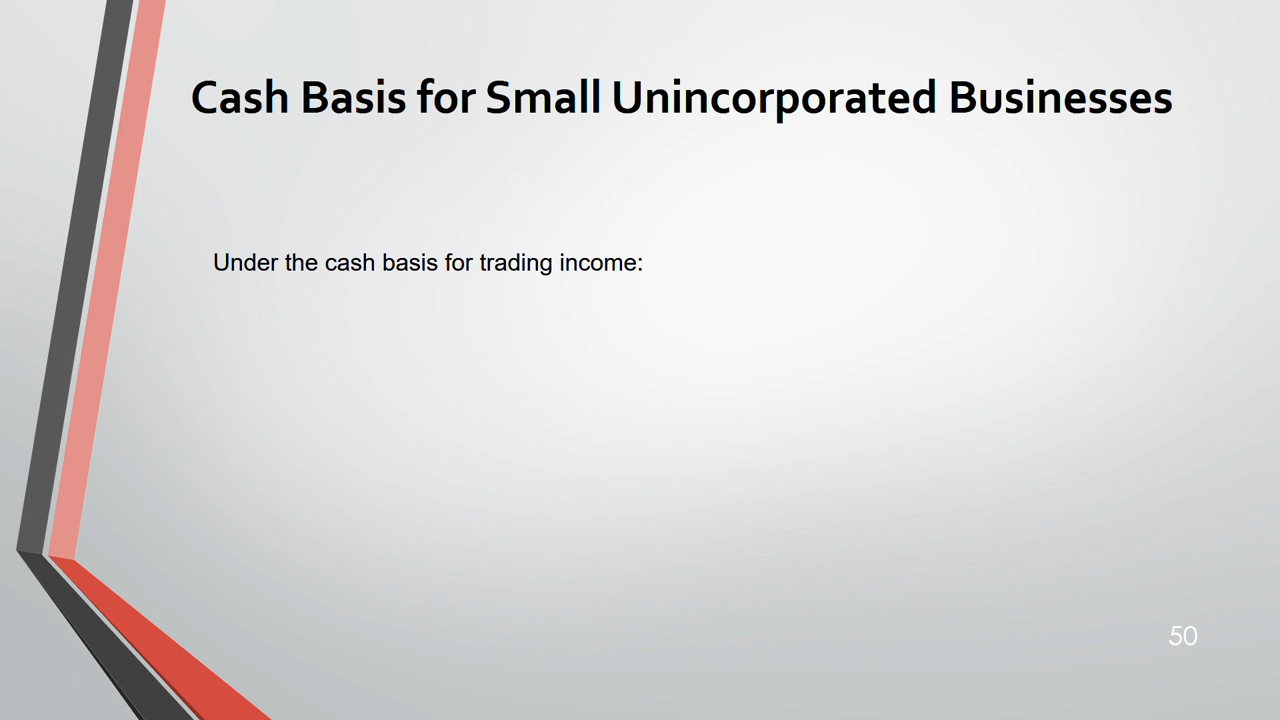 Cash Basis for Small Unincorporated Businesses
Under the cash basis for trading income:
50